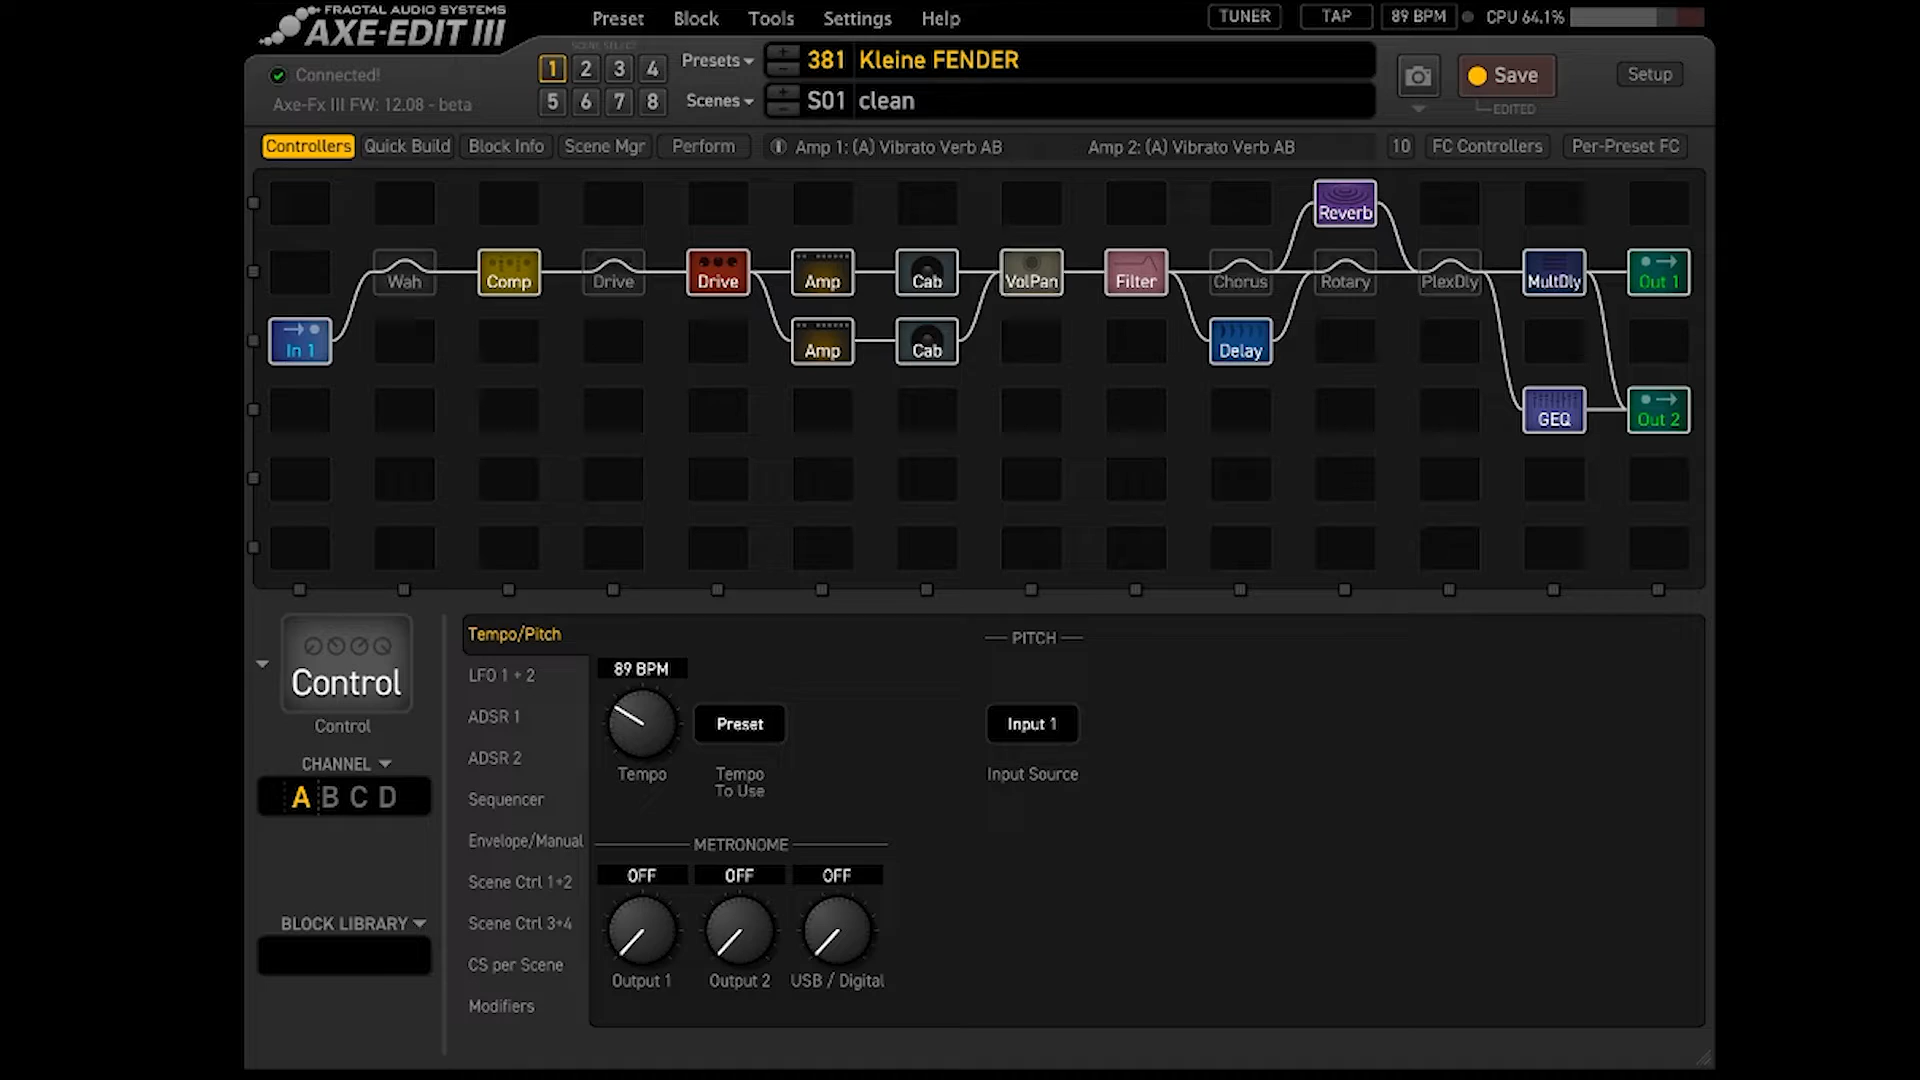 FRACTAL AUDIO SYSTEMS
AXE-EDIT III
Preset Block Tools Settings Help
TUNER TAP 89 BPM CPU 64.1%
SCENE SELECT
Connected!
Axe-Fx III FW: 12.08 - beta
1 2 3 4
5 6 7 8
Presets 381 Kleine FENDER
Scenes S01 clean
Save
EDITED
Setup
Controllers Quick Build Block Info Scene Mgr Perform Amp 1: (A) Vibrato Verb AB Amp 2: (A) Vibrato Verb AB 10 FC Controllers Per-Preset FC
Reverb
Wah Comp Drive Drive Amp Cab VolPan Filter Chorus Rotary PlexDly MultDly Out 1
In 1 Amp Cab Delay
GEQ Out 2
Control
Control
CHANNEL
A B C D
BLOCK LIBRARY
Tempo/Pitch
LFO 1 + 2
ADSR 1
ADSR 2
Sequencer
Envelope/Manual
Scene Ctrl 1+2
Scene Ctrl 3+4
CS per Scene
Modifiers
89 BPM
Tempo
Preset
Tempo
To Use
PITCH
Input 1
Input Source
METRONOME
OFF OFF OFF
Output 1 Output 2 USB / Digital